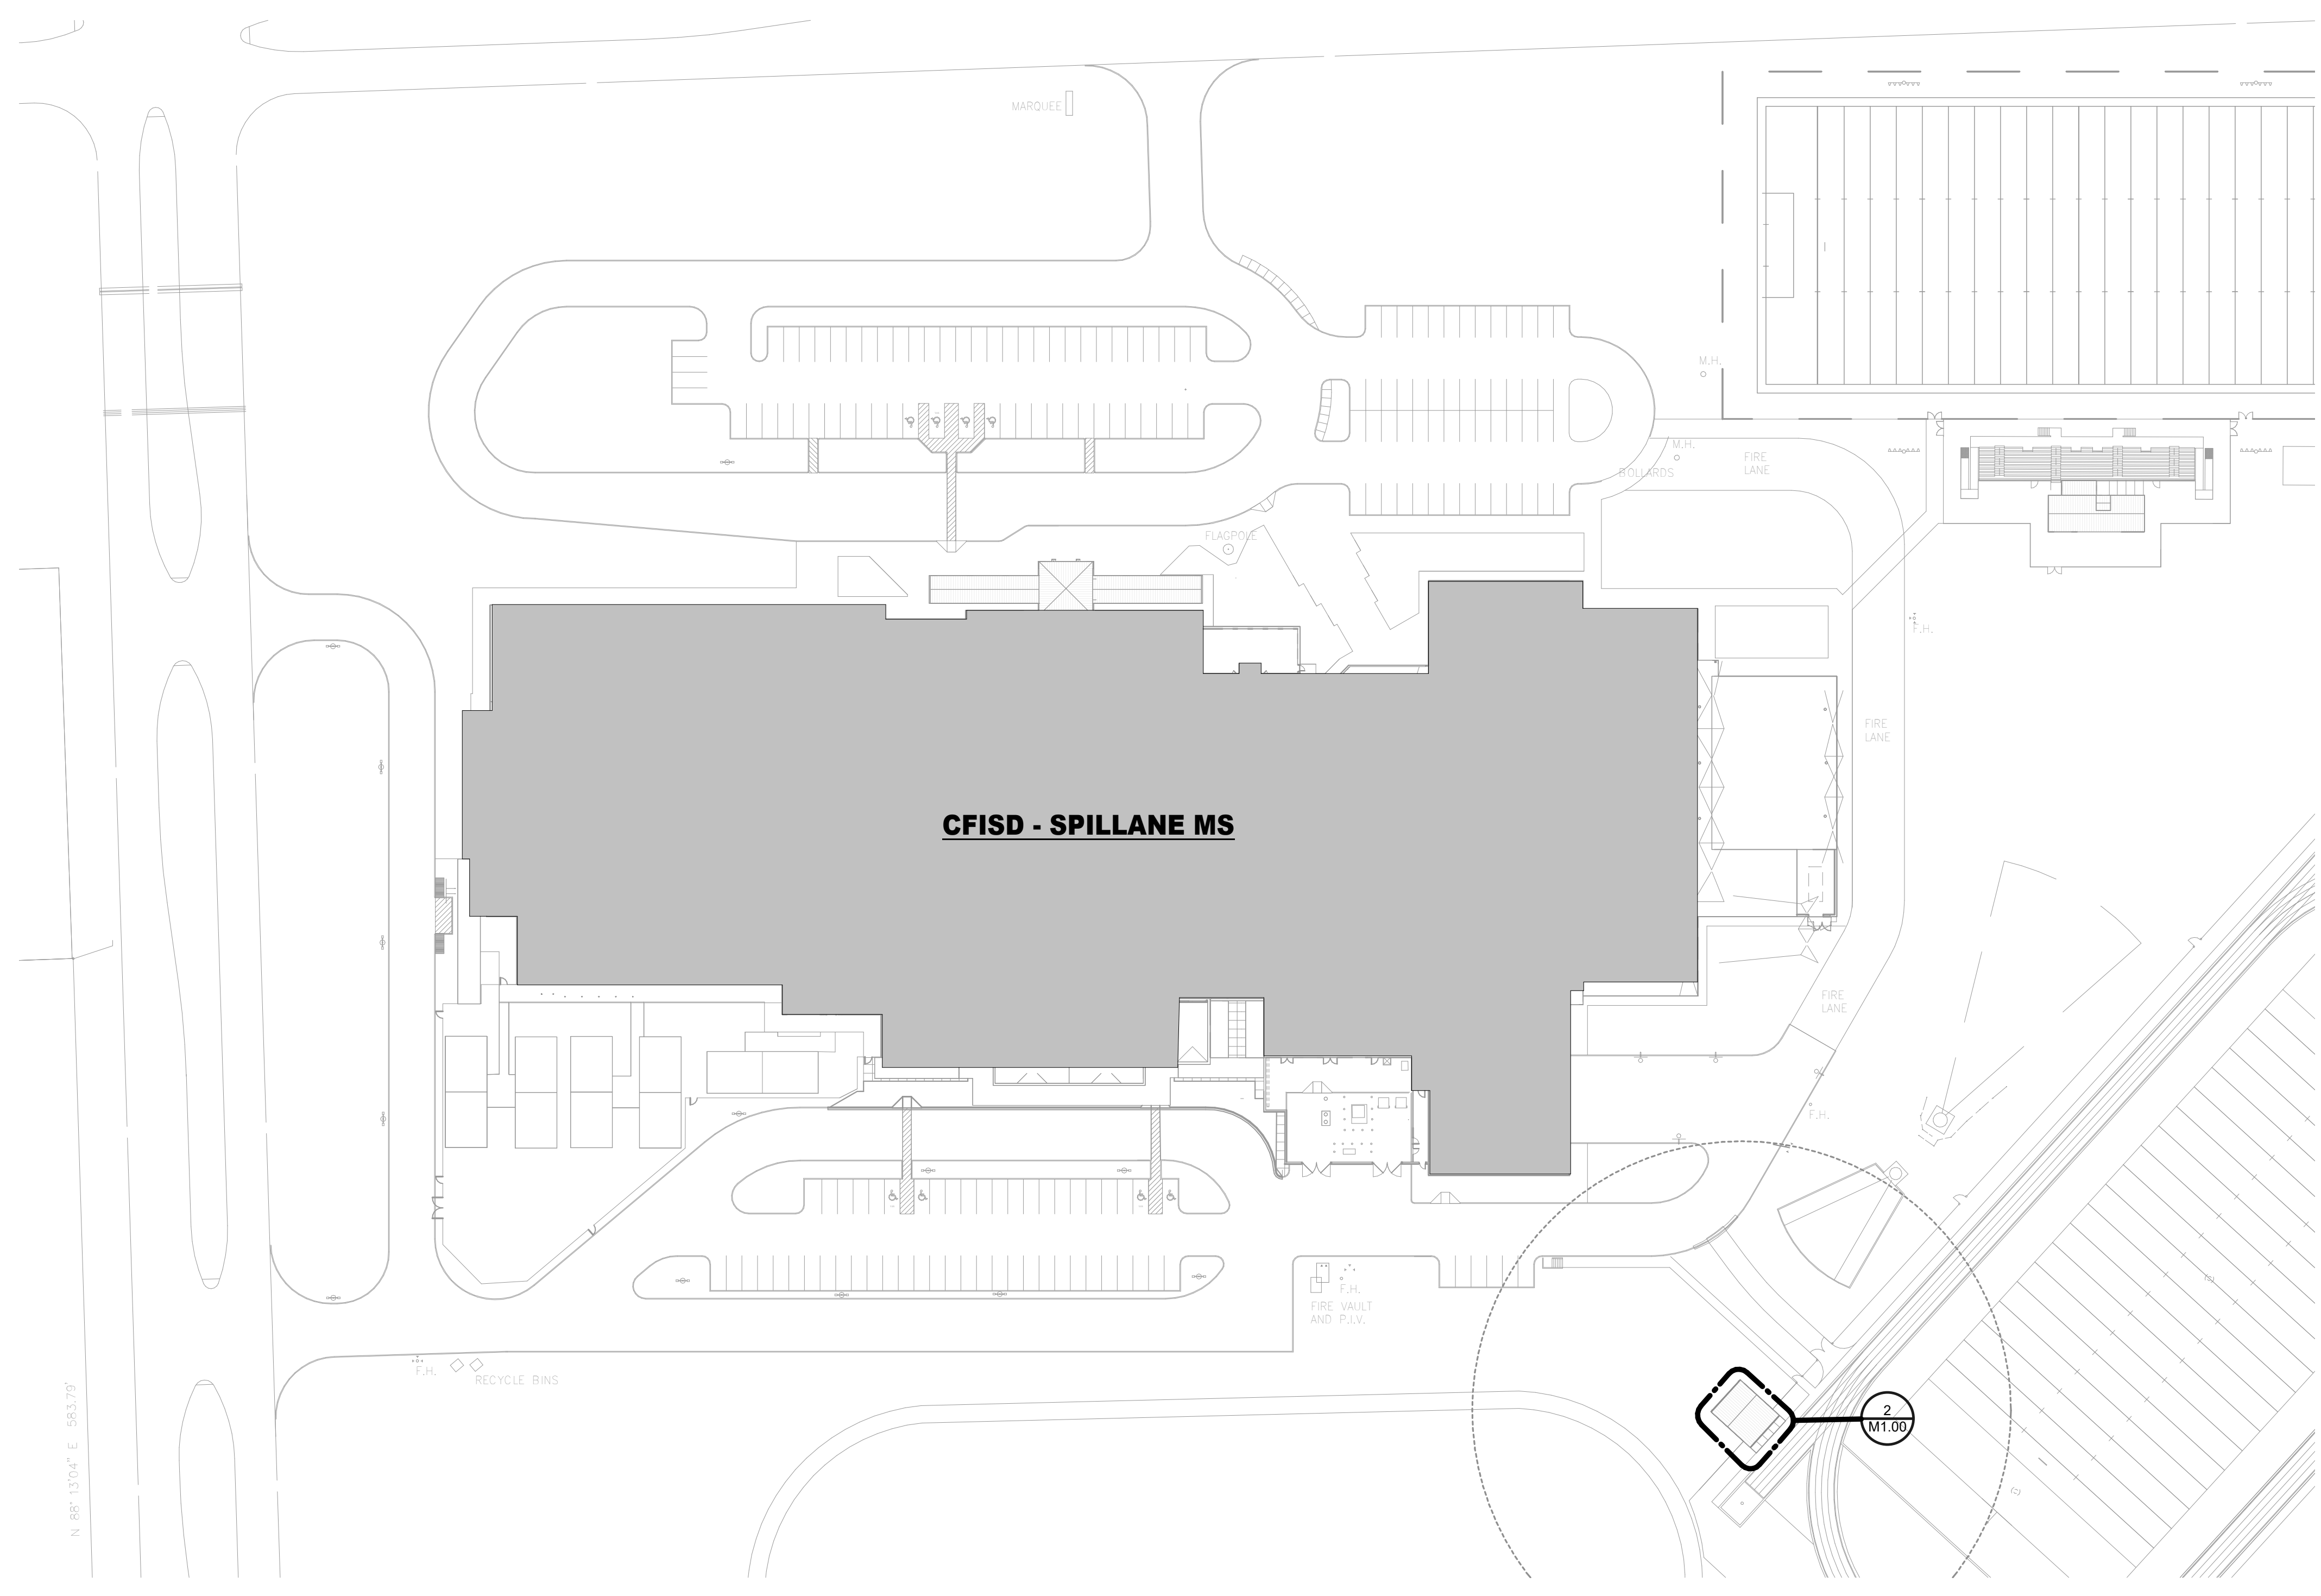 MARQUEE
M.H.
M.H.
FIRE
LANE
BOLLARDS
FLAGPOLE
F.H.
FIRE
LANE
CFISD - SPILLANE MS
FIRE
LANE
F.H.
F.H.
FIRE VAULT
AND P.I.V.
F.H.
RECYCLE BINS
N 88° 13'04" E 583.79'
2
M1.00